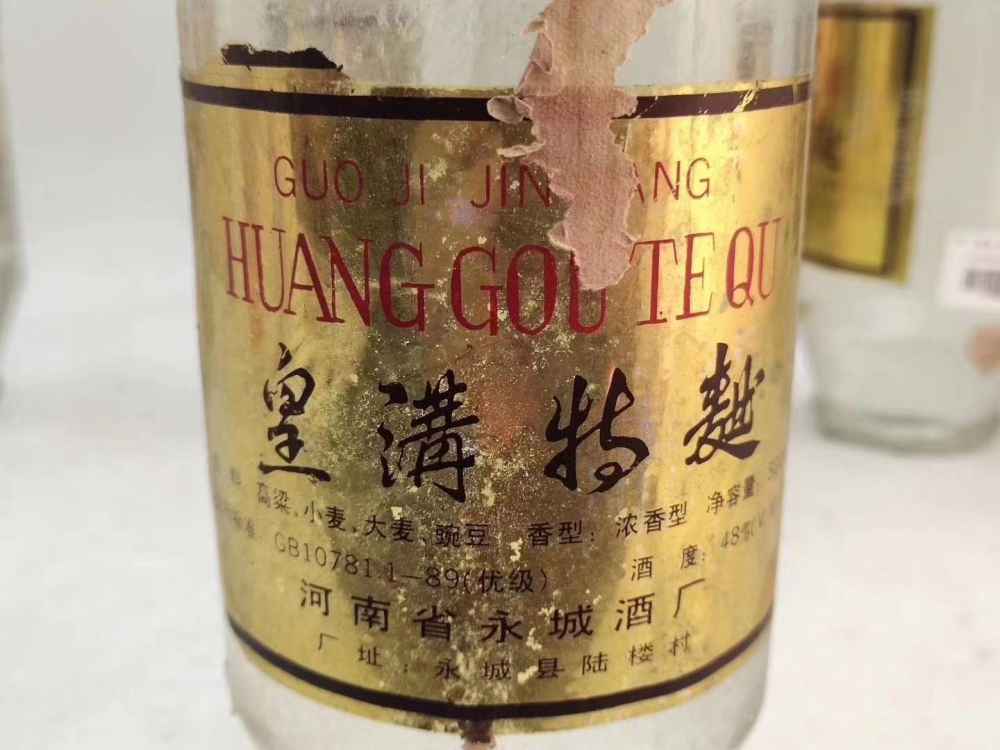 GUO JI JIN ANG
HUANG GOU TE QU
皇溝特麯
高粱、小麦、大麦、豌豆 香型：浓香型 净容量：
GB10781.1—89(优级) 酒 度：48%(V
河南省永城酒厂
厂址：永城县陆楼村